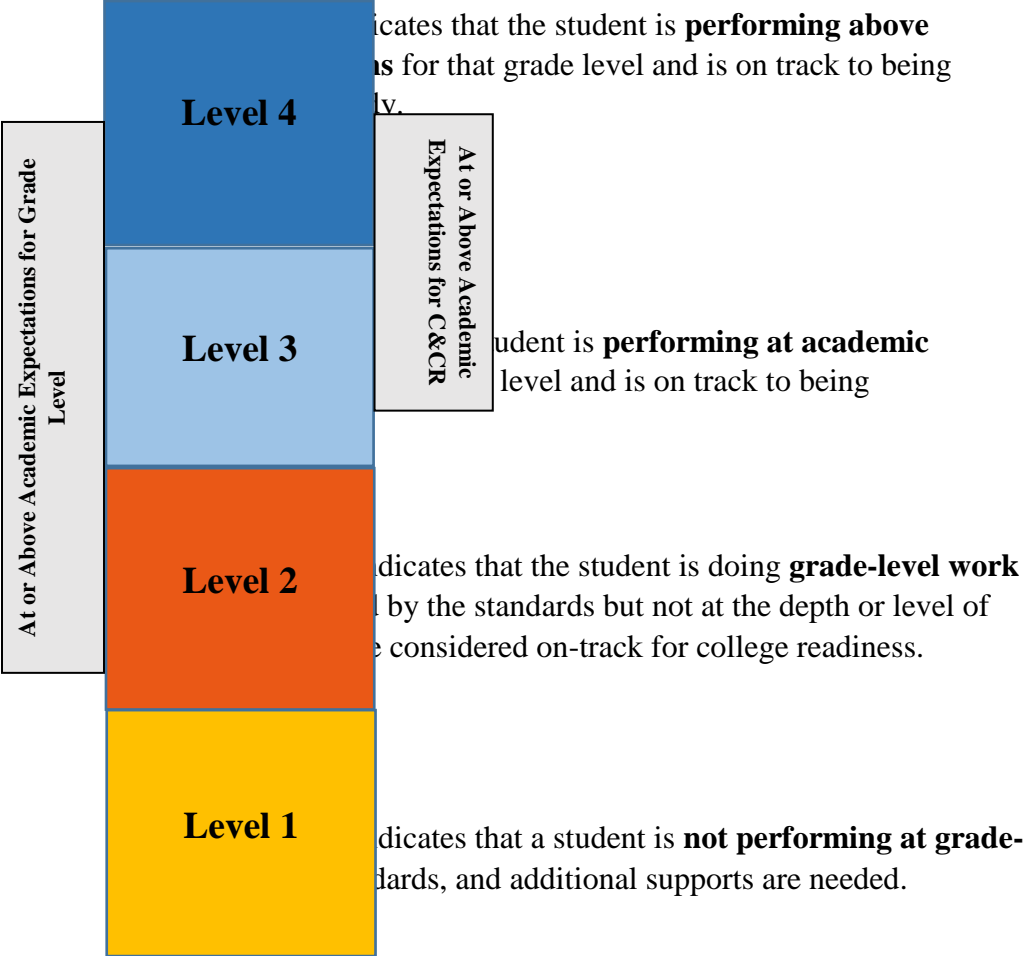 icates that the student is performing above
for that grade level and is on track to being
Level 4
At or Above Academic Expectations for Grade
Level
At or Above Academic
Expectations for C&CR
Level 3
udent is performing at academic
level and is on track to being
Level 2
dicates that the student is doing grade-level work
by the standards but not at the depth or level of
considered on-track for college readiness.
Level 1
dicates that a student is not performing at grade-
dards, and additional supports are needed.